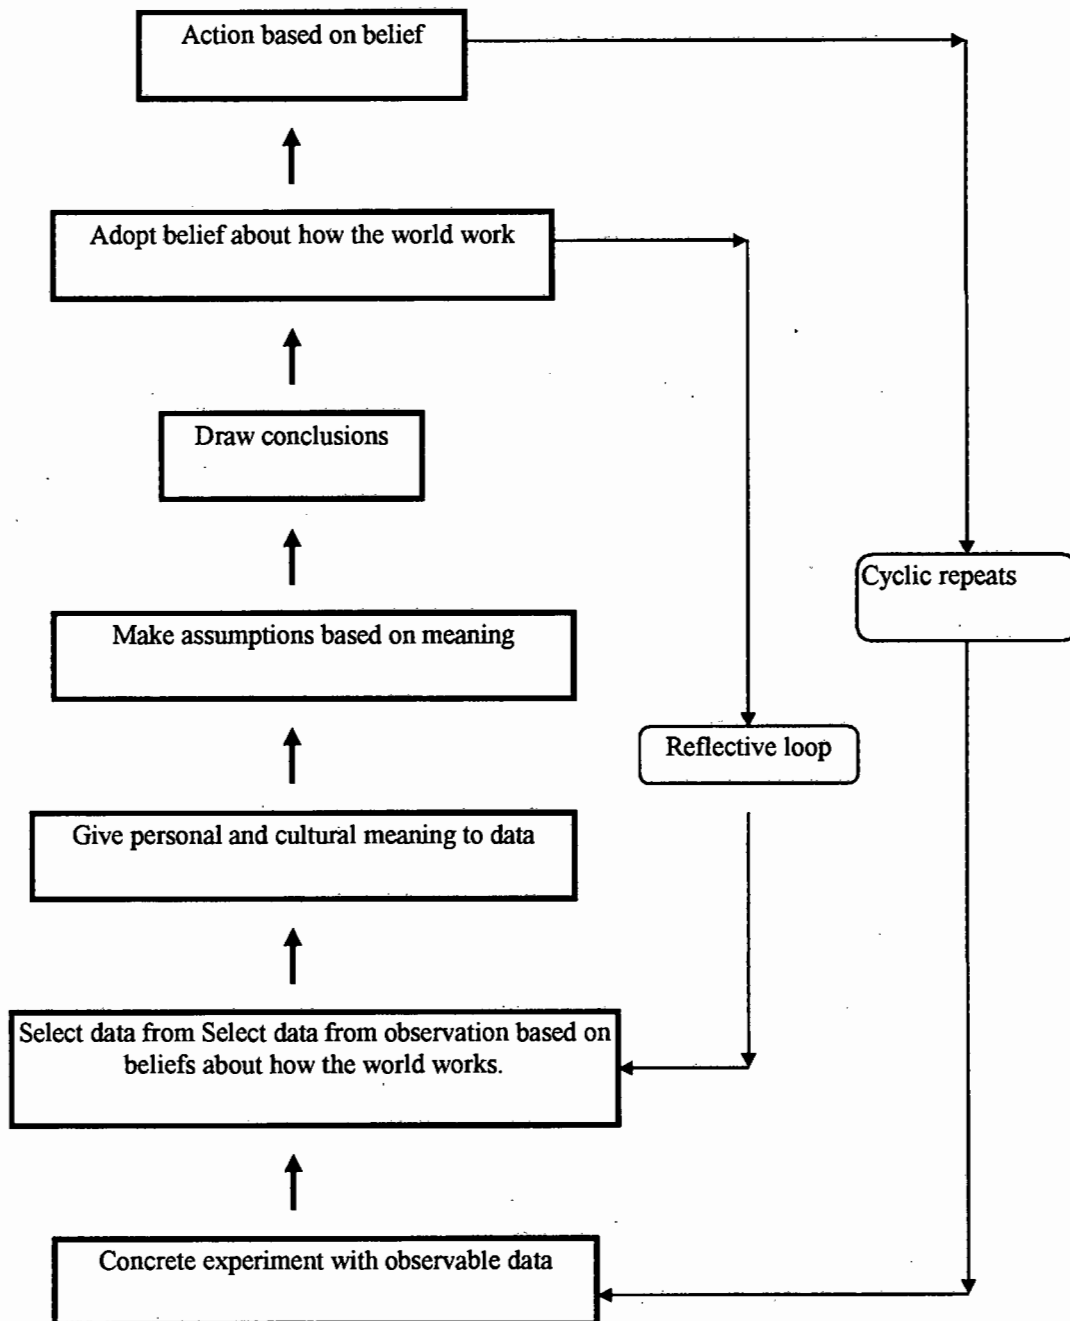 Action based on belief
Adopt belief about how the world work
Draw conclusions
Cyclic repeats
Make assumptions based on meaning
Reflective loop
Give personal and cultural meaning to data
Select data from Select data from observation based on
beliefs about how the world works.
Concrete experiment with observable data